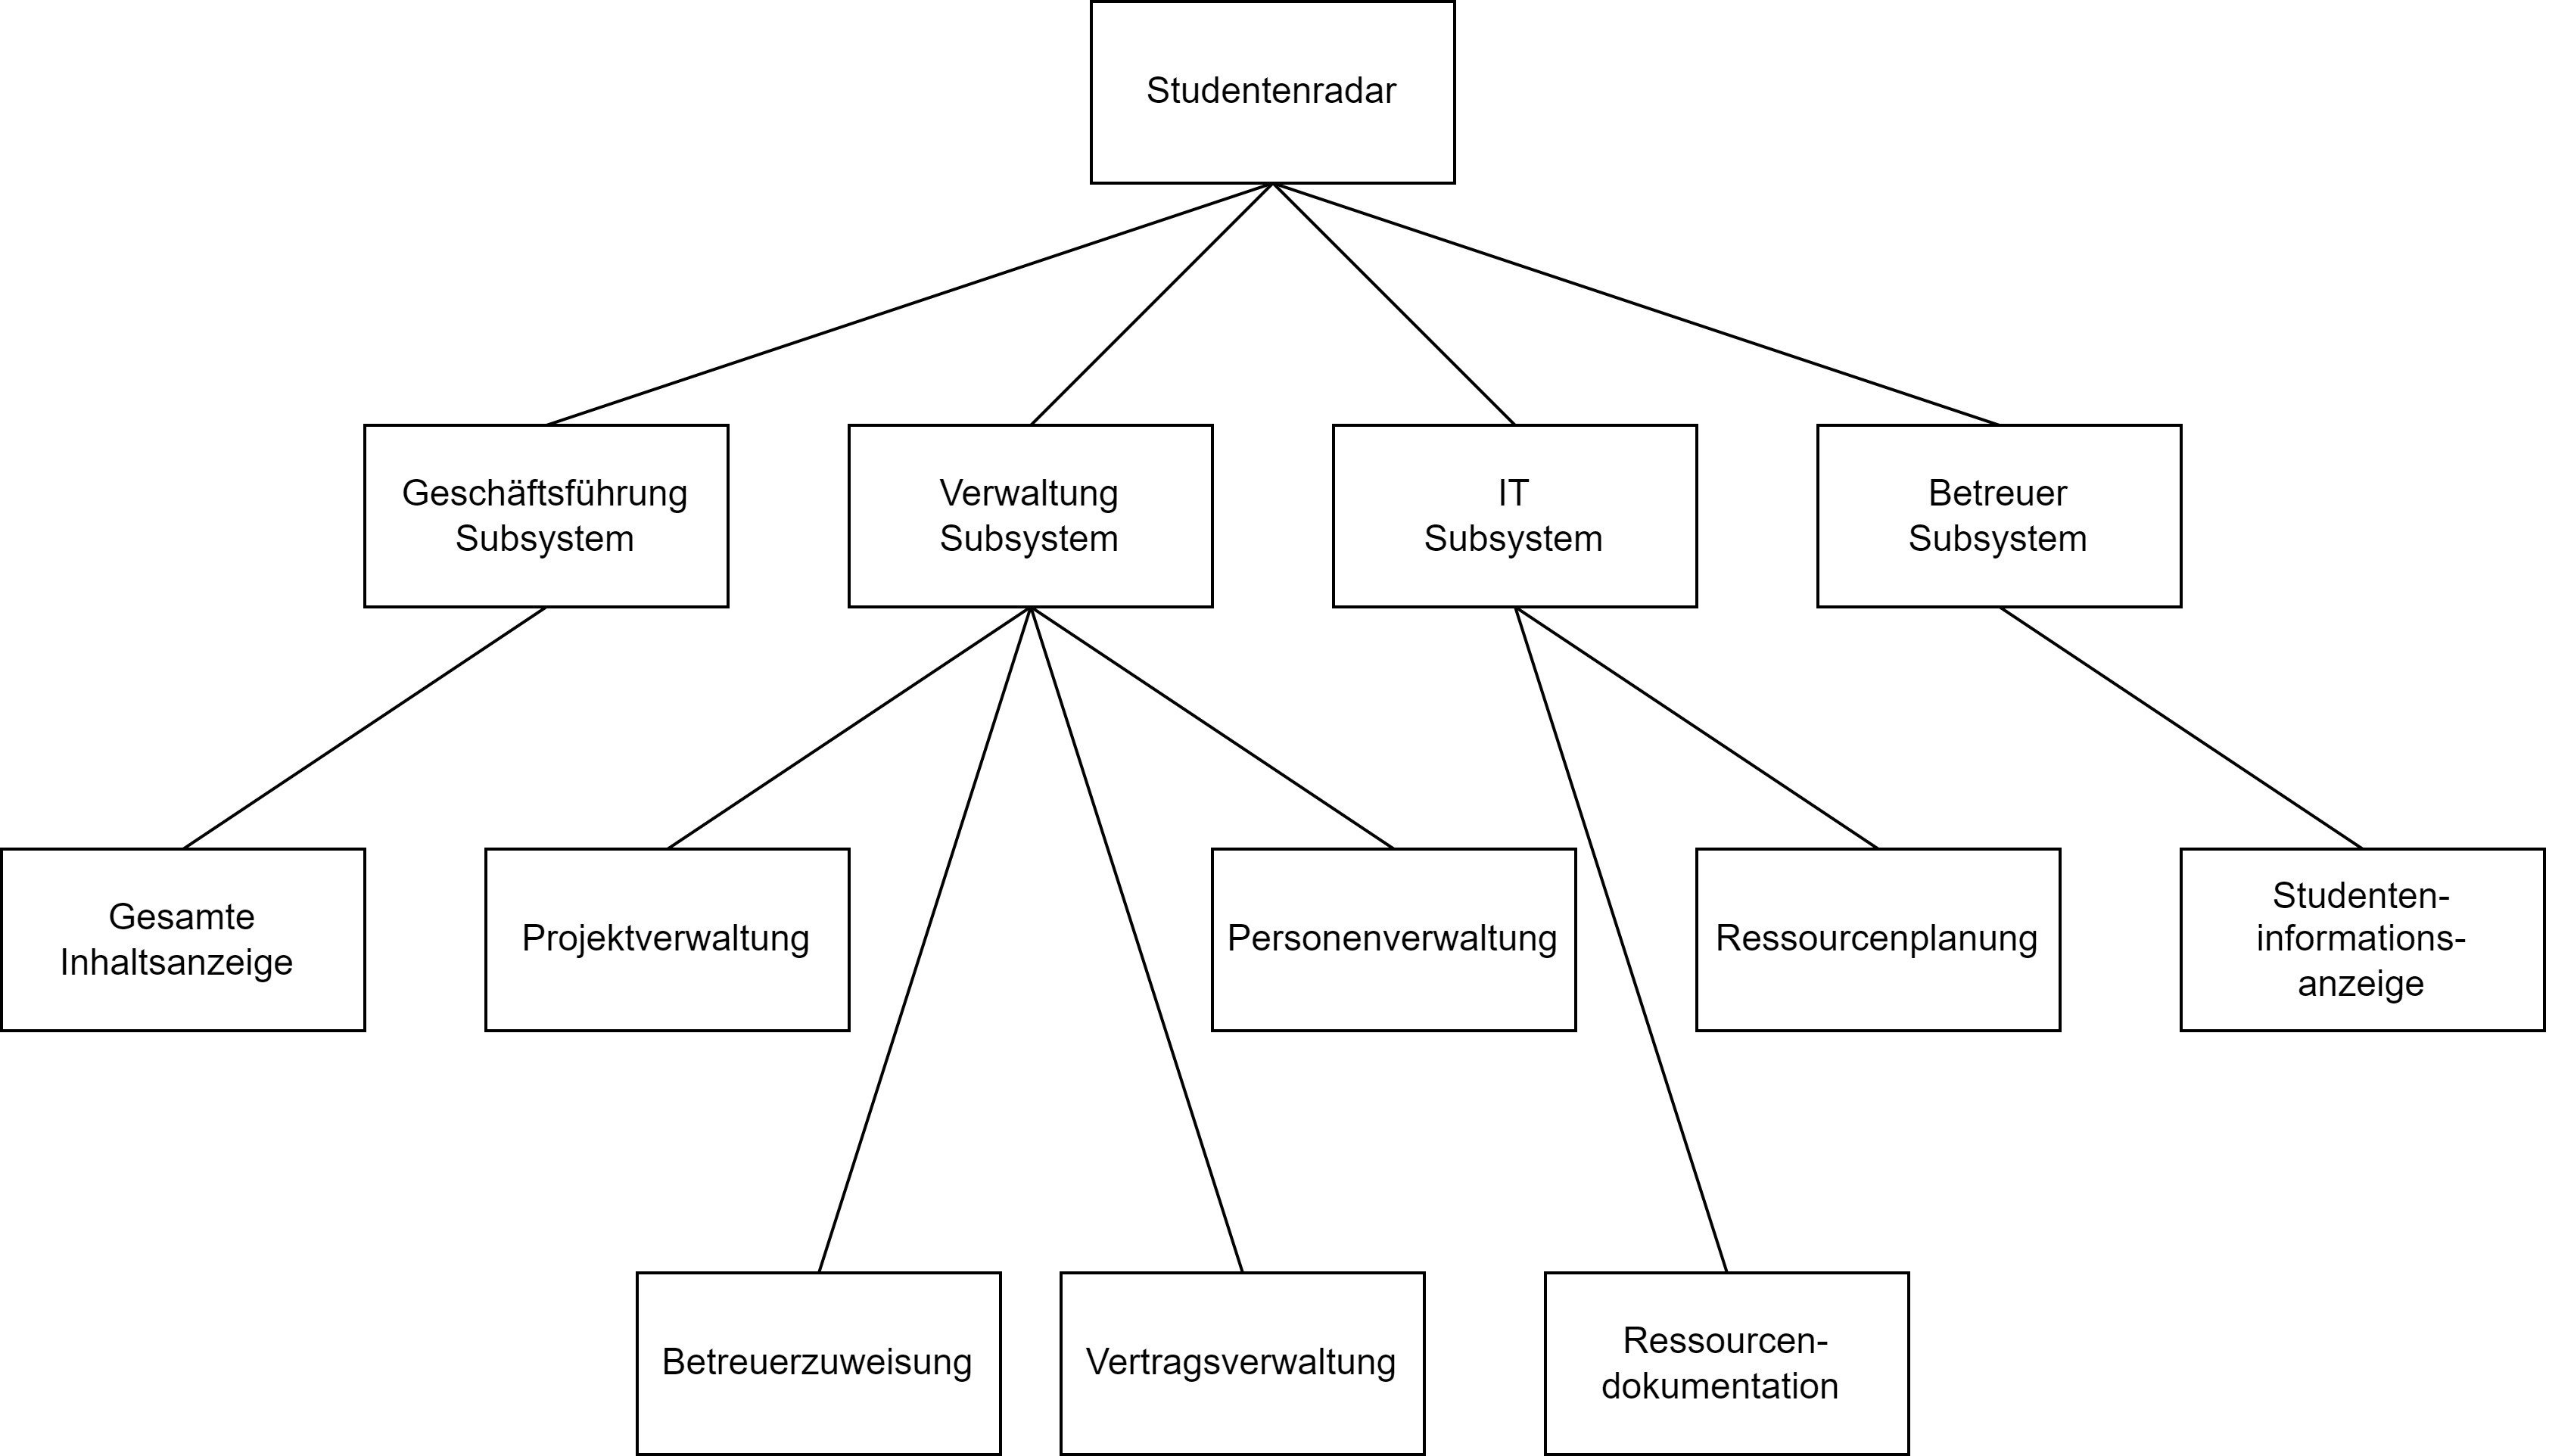 Studentenradar
Geschäftsführung
Subsystem
Verwaltung
Subsystem
IT
Subsystem
Betreuer
Subsystem
Gesamte
Inhaltsanzeige
Projektverwaltung
Personenverwaltung
Ressourcenplanung
Studenten-
informations-
anzeige
Betreuerzuweisung
Vertragsverwaltung
Ressourcen-
dokumentation